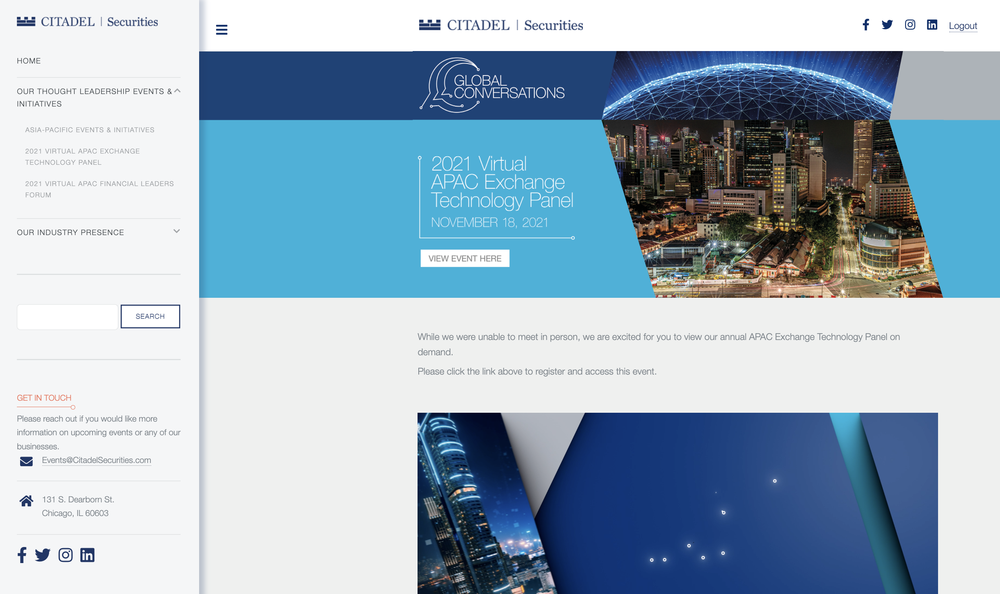 CITADEL | Securities
HOME
OUR THOUGHT LEADERSHIP EVENTS &
INITIATIVES
ASIA-PACIFIC EVENTS & INITIATIVES
2021 VIRTUAL APAC EXCHANGE
TECHNOLOGY PANEL
2021 VIRTUAL APAC FINANCIAL LEADERS
FORUM
OUR INDUSTRY PRESENCE
SEARCH
GET IN TOUCH
Please reach out if you would like more
information on upcoming events or any of our
businesses.
Events@CitadelSecurities.com
131 S. Dearborn St.
Chicago, IL 60603
CITADEL | Securities
Logout
GLOBAL
CONVERSATIONS
2021 Virtual
APAC Exchange
Technology Panel
NOVEMBER 18, 2021
VIEW EVENT HERE
While we were unable to meet in person, we are excited for you to view our annual APAC Exchange Technology Panel on
demand.
Please click the link above to register and access this event.